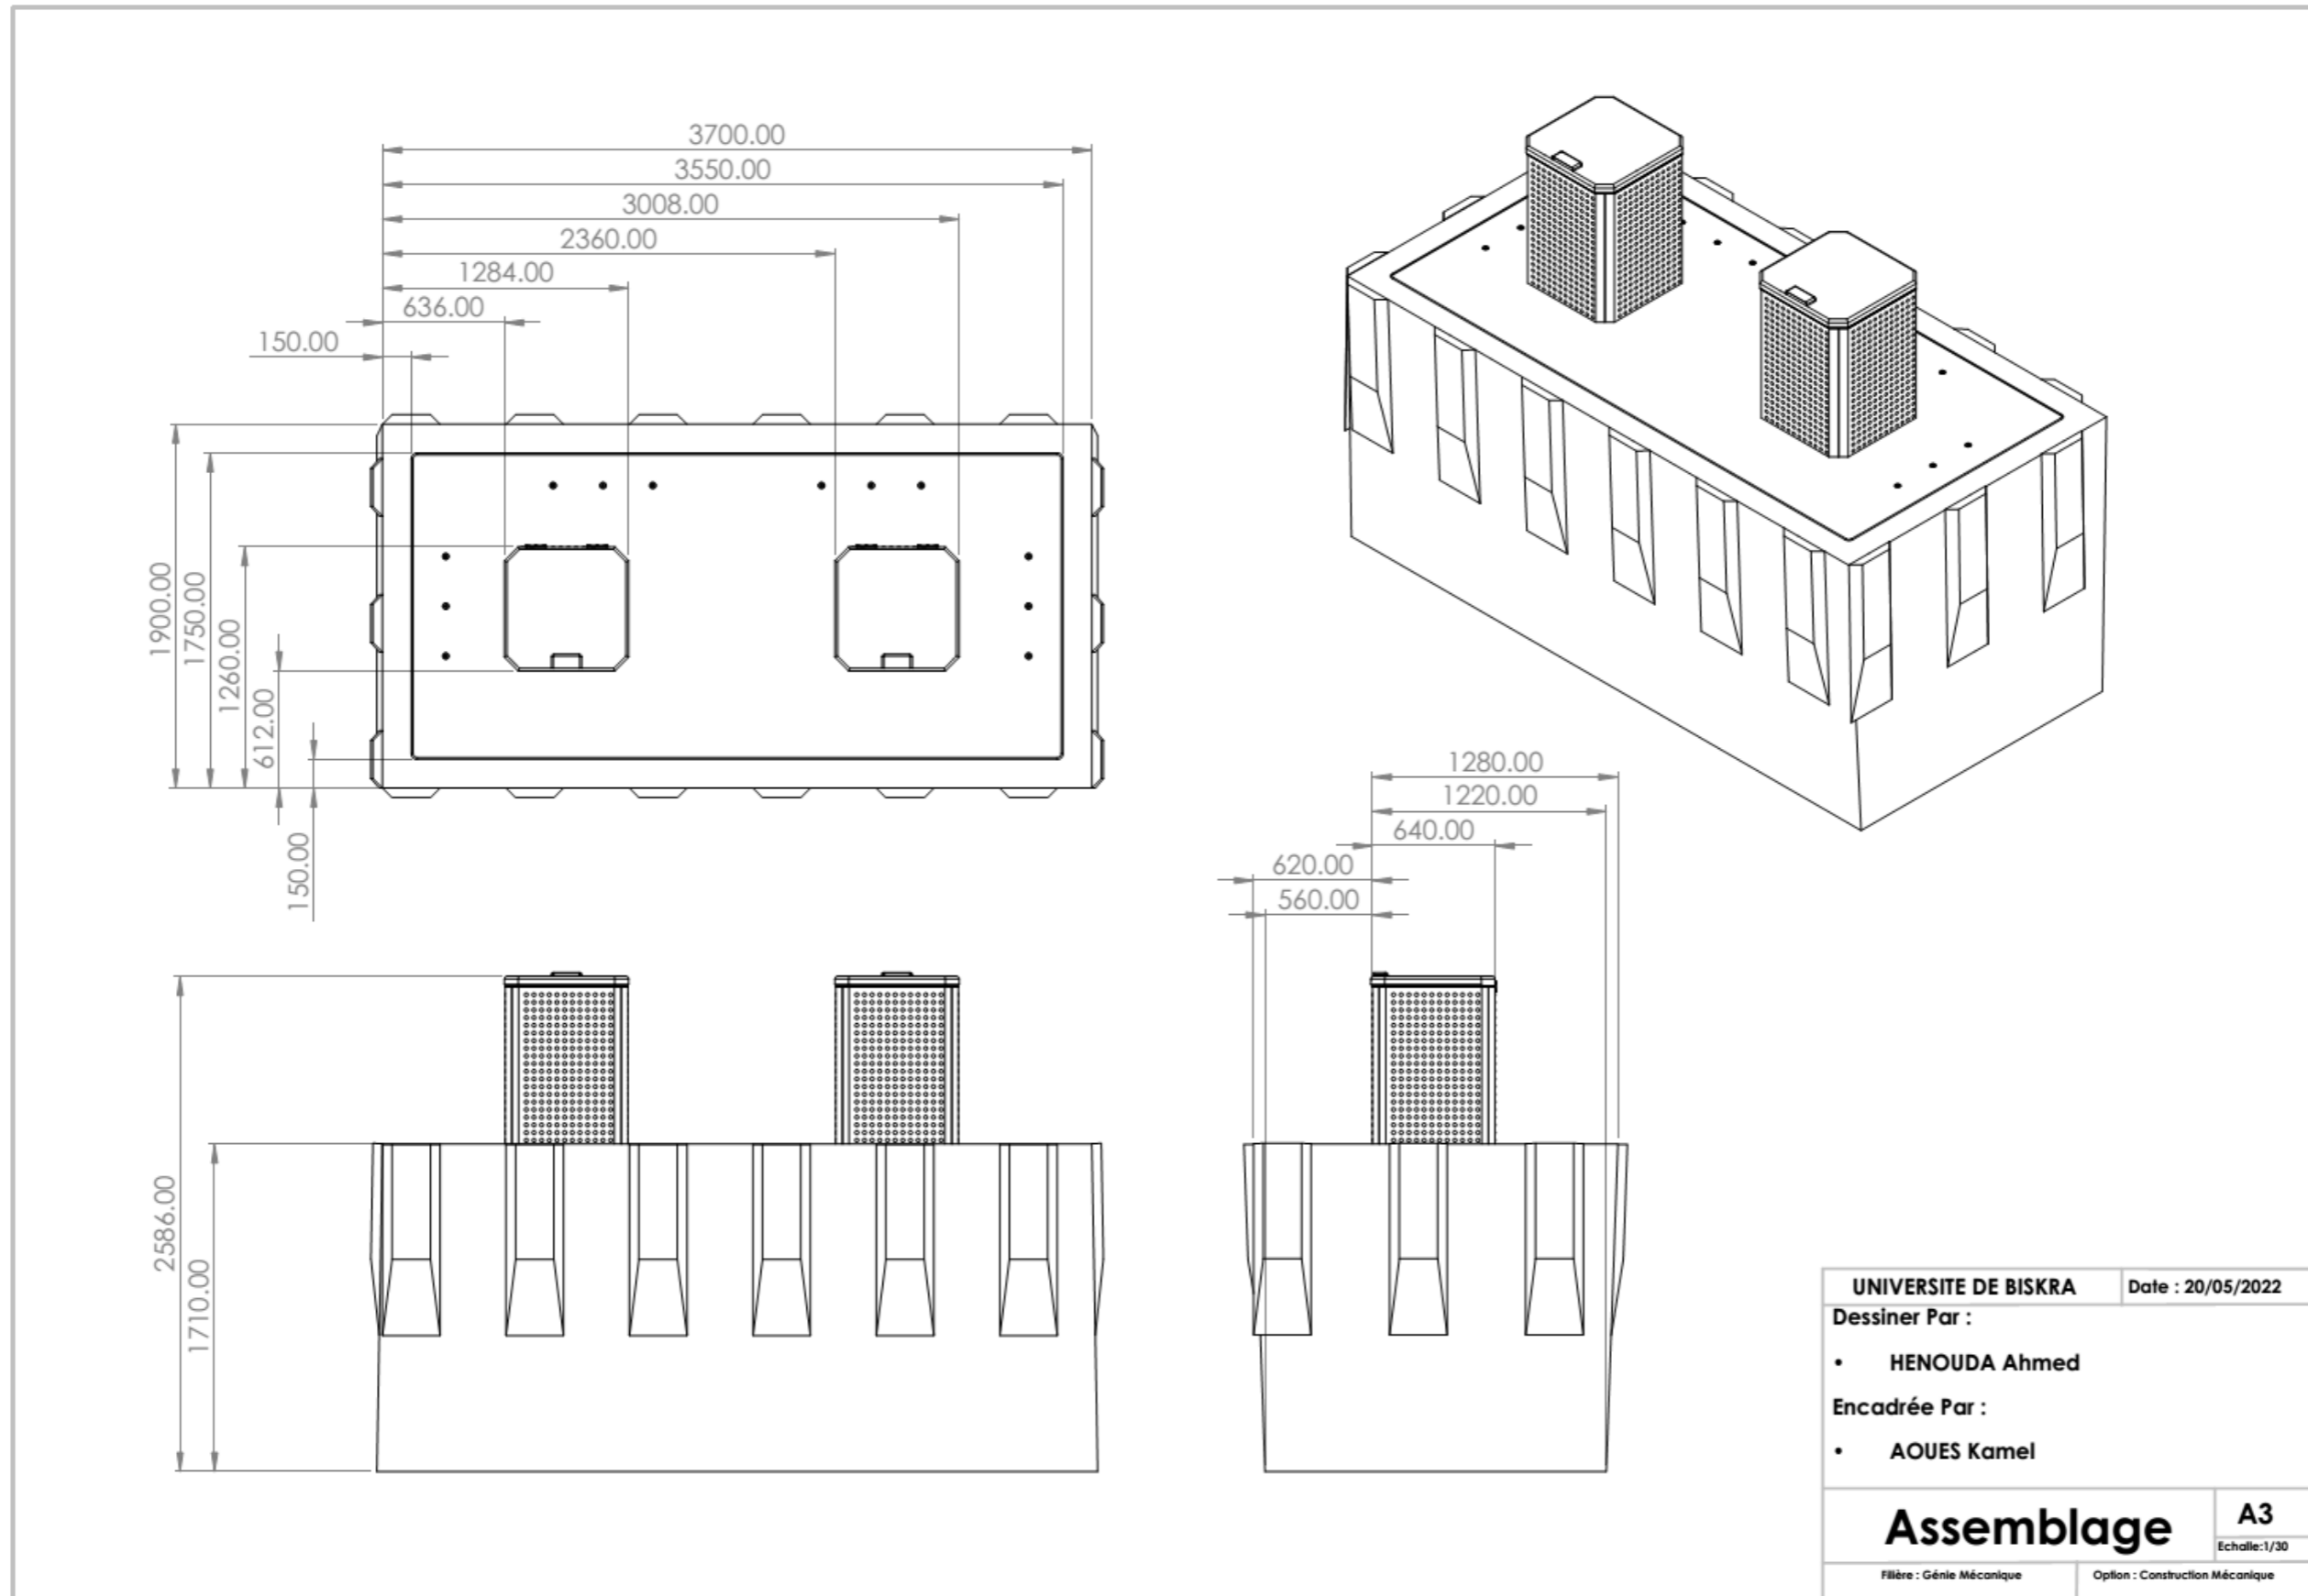 3700.00
3550.00
3008.00
2360.00
1284.00
636.00
150.00
1900.00
1750.00
1260.00
612.00
150.00
1280.00
1220.00
640.00
620.00
560.00
2586.00
1710.00
UNIVERSITE DE BISKRA Date : 20/05/2022
Dessiner Par :
• HENOUDA Ahmed
Encadrée Par :
• AOUES Kamel
Assemblage A3
Echalle:1/30
Filière : Génie Mécanique Option : Construction Mécanique